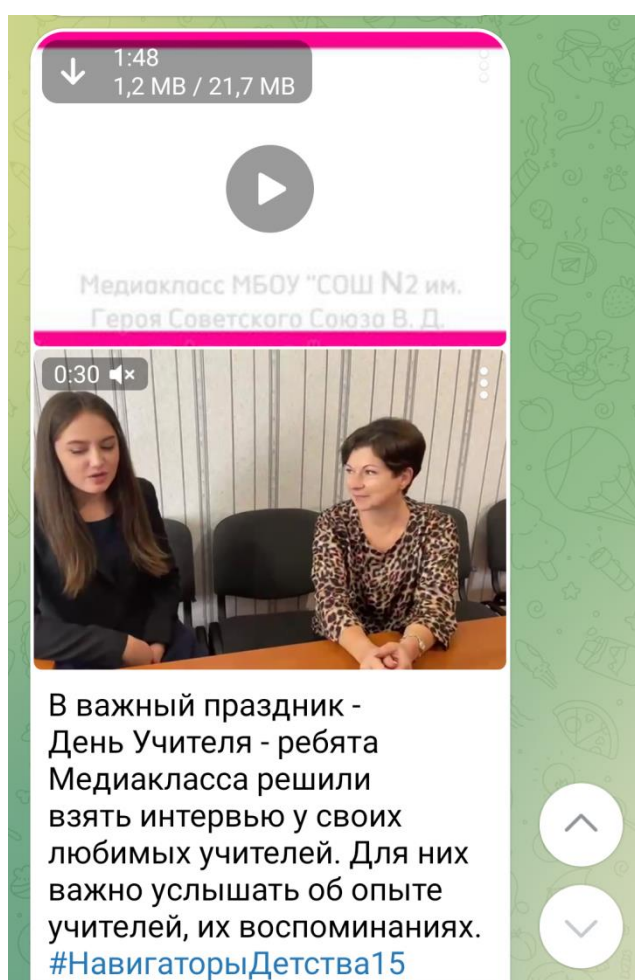 1:48
1,2 MB / 21,7 MB
Медиакласс МБОУ "СОШ N2 им.
Героя Советского Союза В. Д.
0:30
В важный праздник -
День Учителя - ребята
Медиакласса решили
взять интервью у своих
любимых учителей. Для них
важно услышать об опыте
учителей, их воспоминаниях.
#НавигаторыДетства15